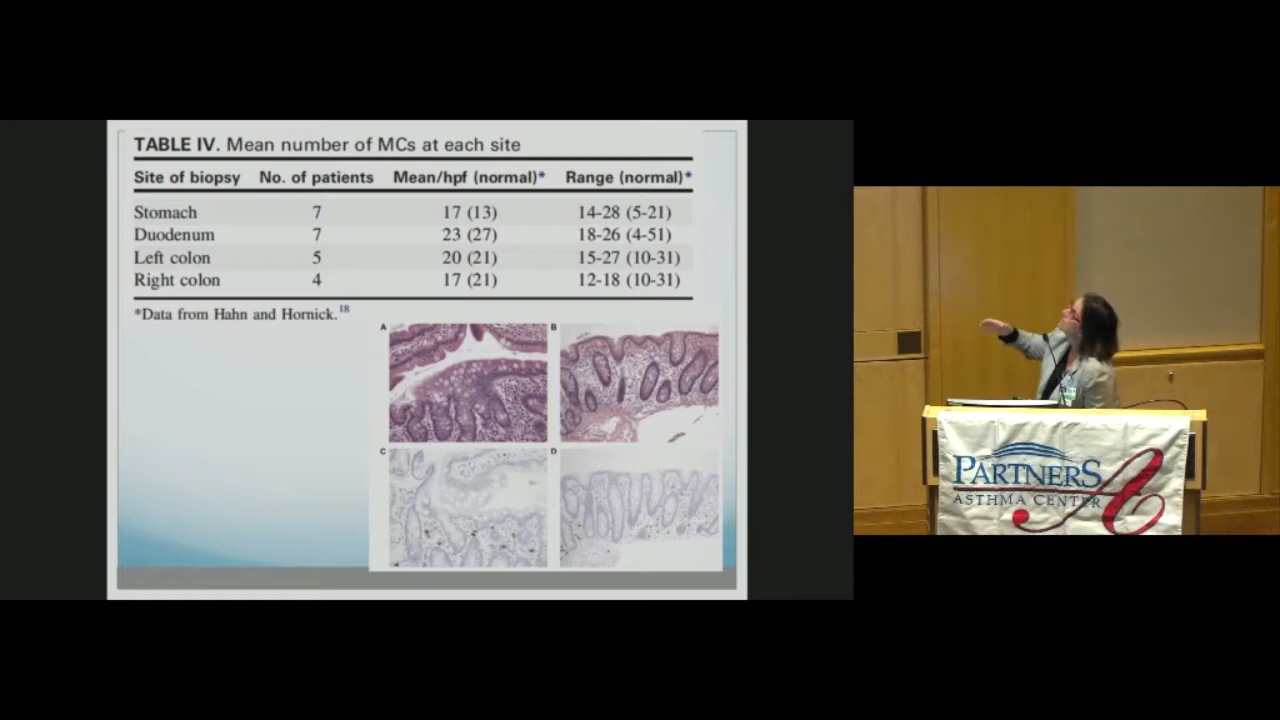 TABLE IV. Mean number of MCs at each site
Site of biopsy No. of patients Mean/hpf (normal)* Range (normal)*
Stomach 7 17 (13) 14-28 (5-21)
Duodenum 7 23 (27) 18-26 (4-51)
Left colon 5 20 (21) 15-27 (10-31)
Right colon 4 17 (21) 12-18 (10-31)
*Data from Hahn and Hornick.18
A
B
C
D
PARTNERS
ASTHMA CENTER
A